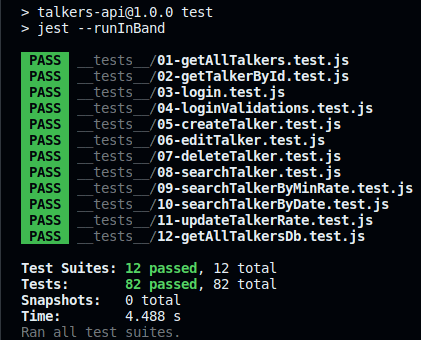 > talkers-api@1.0.0 test
> jest --runInBand
PASS __tests__/01-getAllTalkers.test.js
PASS __tests__/02-getTalkerById.test.js
PASS __tests__/03-login.test.js
PASS __tests__/04-loginValidations.test.js
PASS __tests__/05-createTalker.test.js
PASS __tests__/06-editTalker.test.js
PASS __tests__/07-deleteTalker.test.js
PASS __tests__/08-searchTalker.test.js
PASS __tests__/09-searchTalkerByMinRate.test.js
PASS __tests__/10-searchTalkerByDate.test.js
PASS __tests__/11-updateTalkerRate.test.js
PASS __tests__/12-getAllTalkersDb.test.js
Test Suites: 12 passed, 12 total
Tests: 82 passed, 82 total
Snapshots: 0 total
Time: 4.488 s
Ran all test suites.